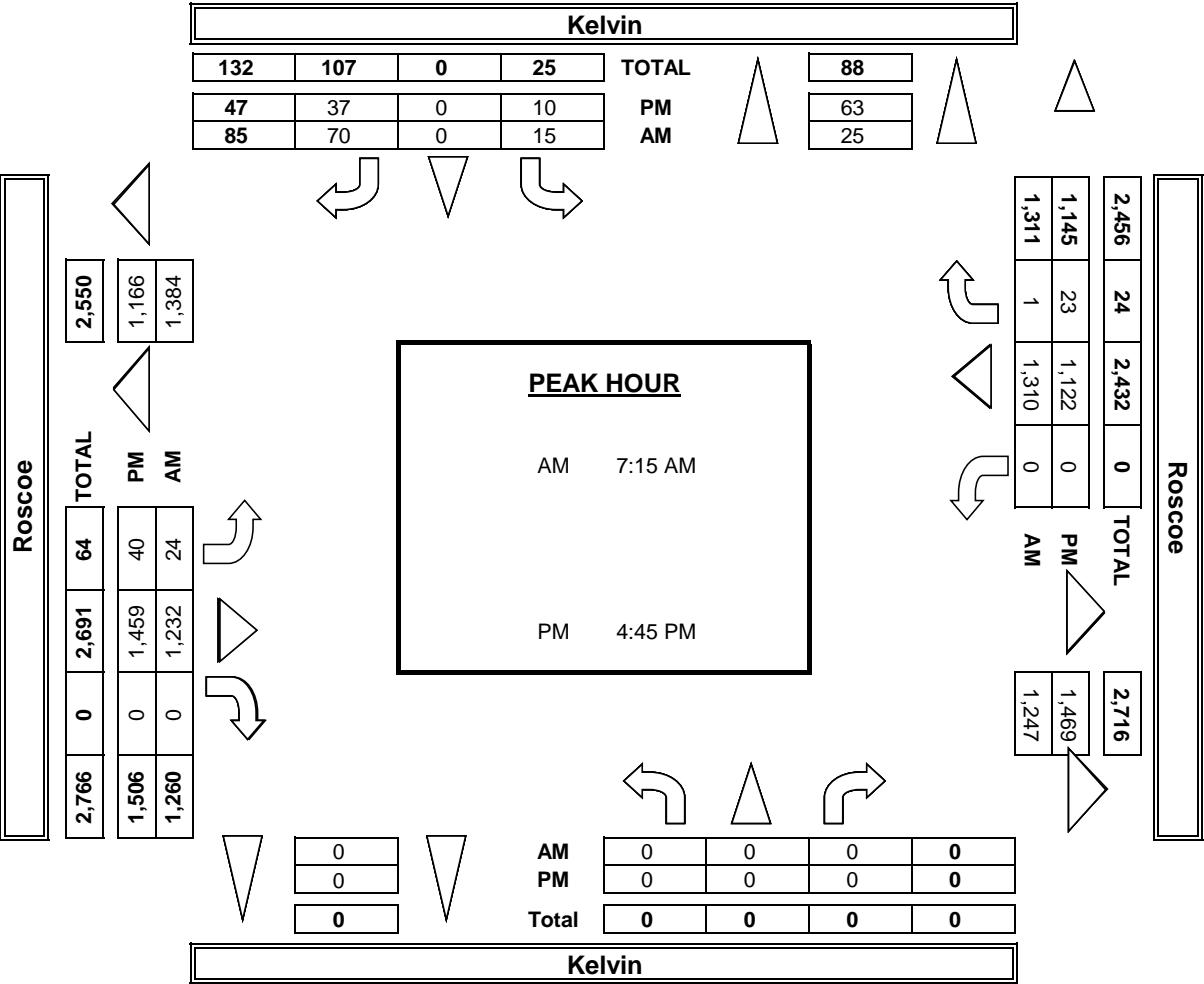 Kelvin
132 107 0 25 TOTAL 88
47 37 0 10 PM 63
85 70 0 15 AM 25
Roscoe
2,550
1,166
1,384
TOTAL 64 2,691 0 2,766
PM 40 1,459 0 1,506
AM 24 1,232 0 1,260
PEAK HOUR
AM 7:15 AM
PM 4:45 PM
2,456 24 2,432 0 TOTAL
1,145 23 1,122 0 PM
1,311 1 1,310 0 AM
2,716
1,469
1,247
Roscoe
0 AM 0 0 0 0
0 PM 0 0 0 0
0 Total 0 0 0 0
Kelvin